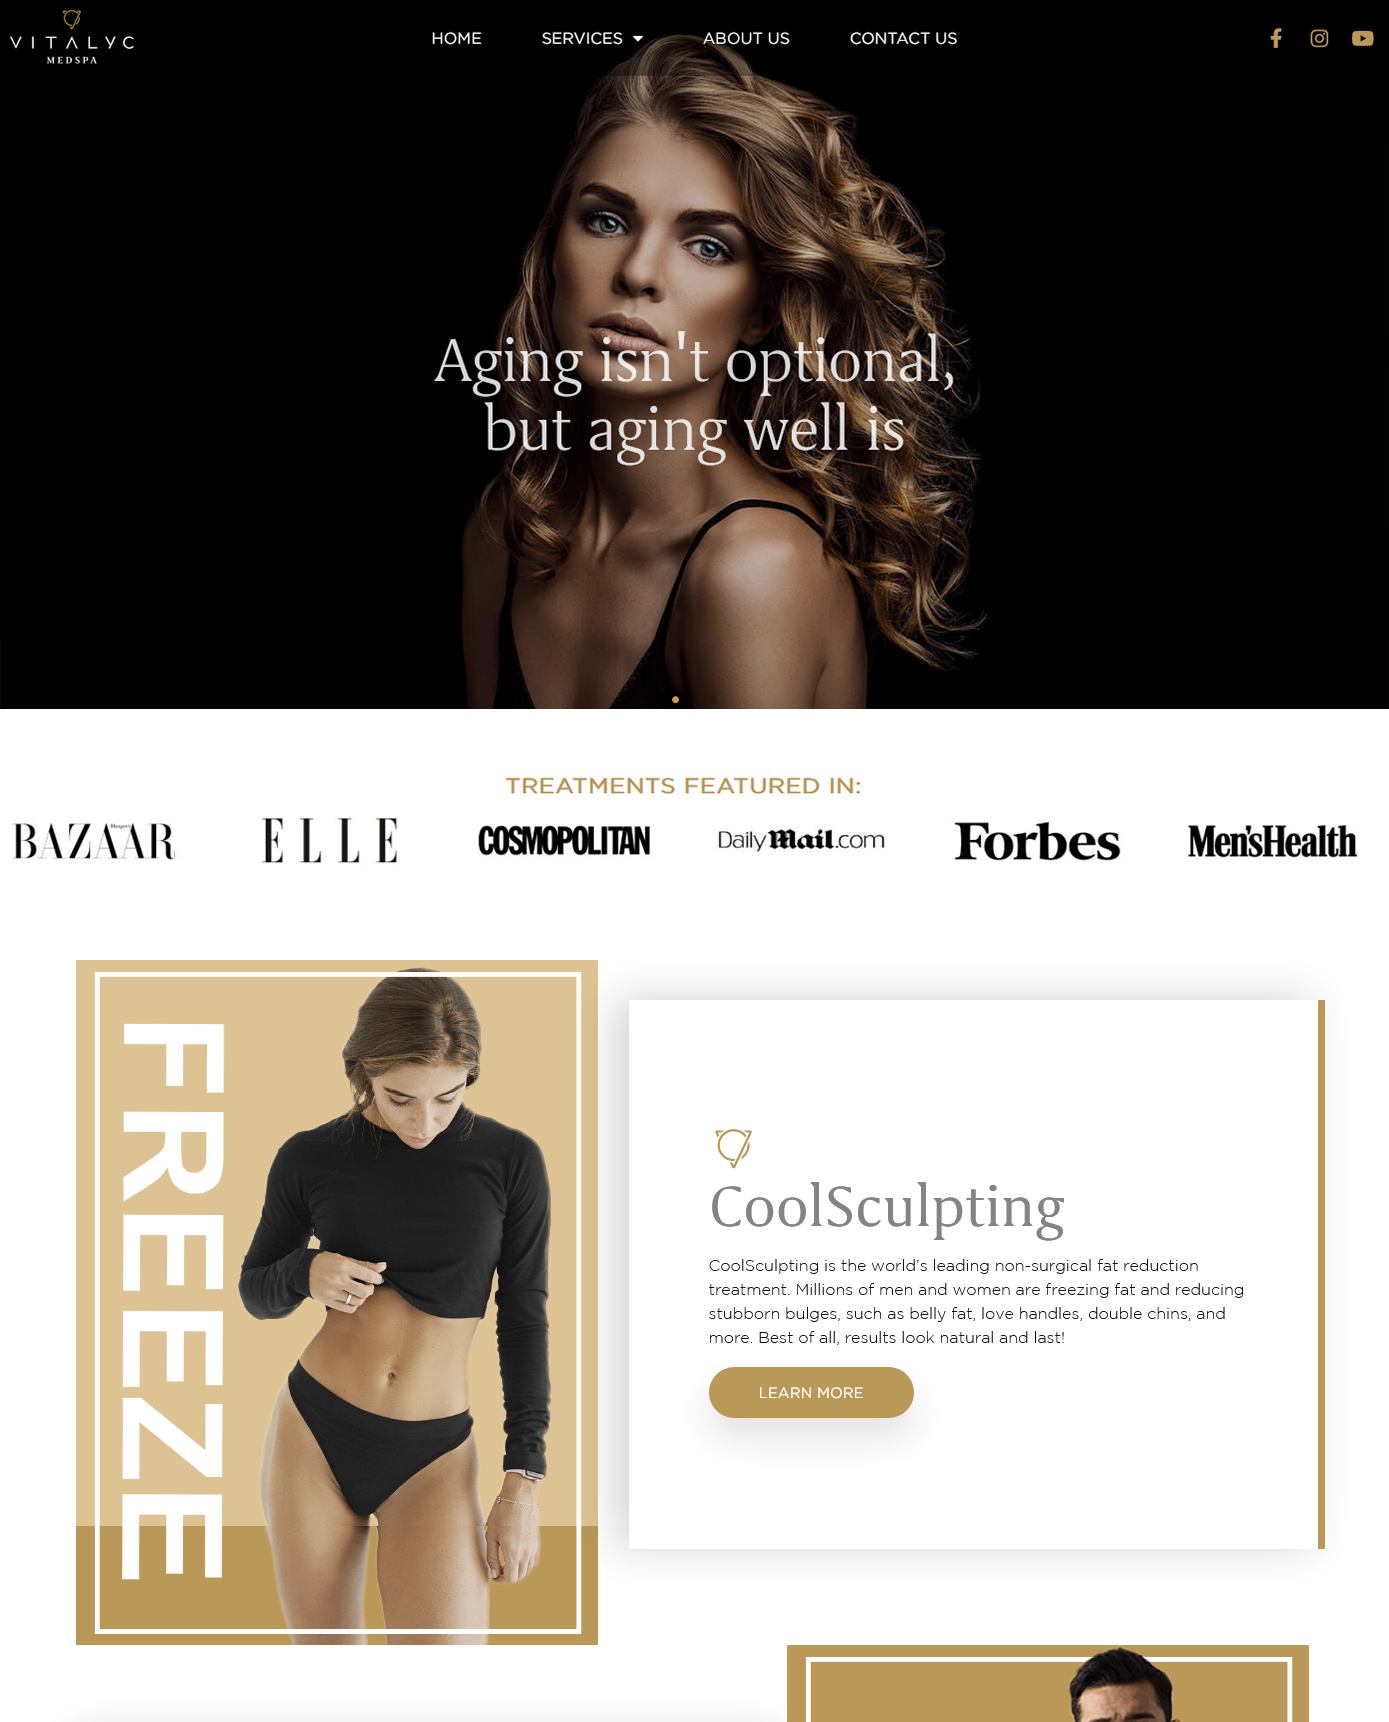 VITALYC
MEDSPA
HOME
SERVICES
ABOUT US
CONTACT US
Aging isn't optional,
but aging well is
TREATMENTS FEATURED IN:
Harper's
BAZAAR
ELLE
COSMOPOLITAN
Daily Mail.com
Forbes
Men'sHealth
FREEZE
CoolSculpting
CoolSculpting is the world’s leading non-surgical fat reduction
treatment. Millions of men and women are freezing fat and reducing
stubborn bulges, such as belly fat, love handles, double chins, and
more. Best of all, results look natural and last!
LEARN MORE